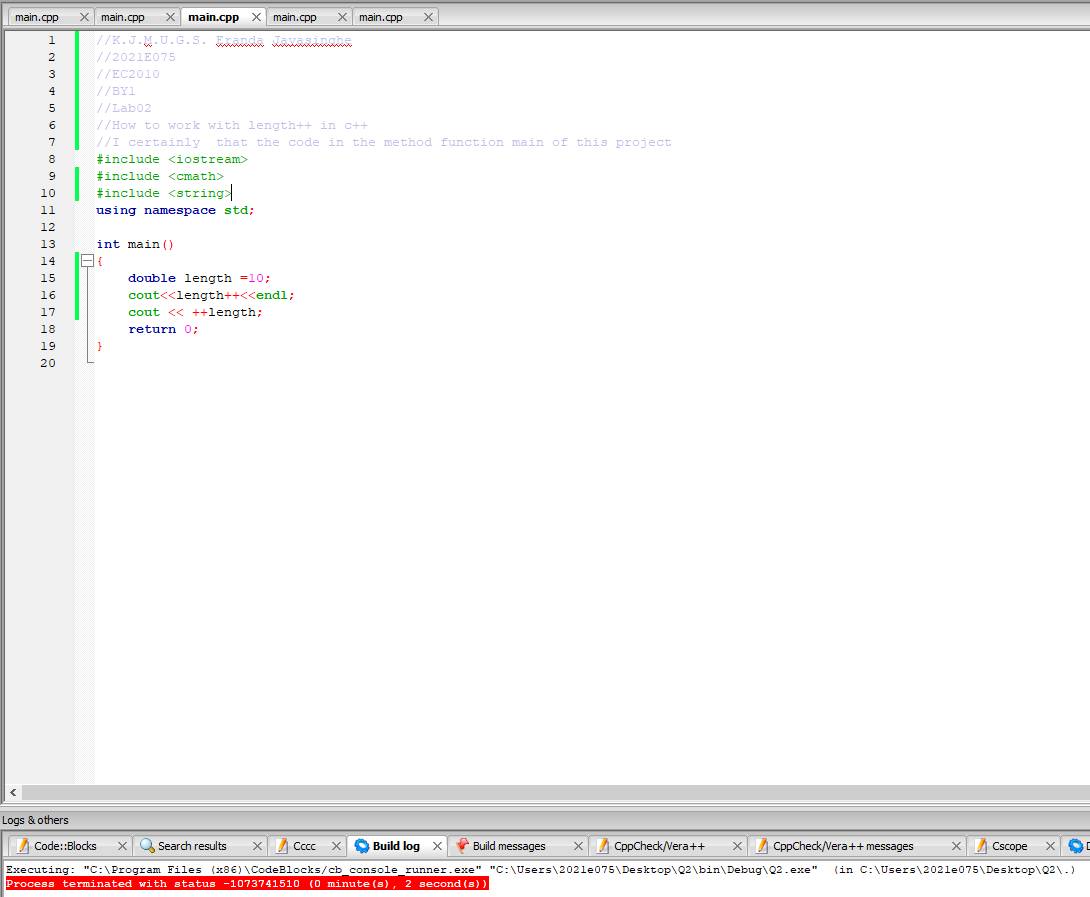 main.cpp main.cpp main.cpp main.cpp main.cpp
1 //K.J.M.U.G.S. Eranda Jayasinghe
2 //2021E075
3 //EC2010
4 //BY1
5 //Lab02
6 //How to work with length++ in c++
7 //I certainly  that the code in the method function main of this project
8 #include <iostream>
9 #include <cmath>
10 #include <string>
11 using namespace std;
12
13 int main()
14 {
15     double length =10;
16     cout<<length++<<endl;
17     cout << ++length;
18     return 0;
19 }
20
Logs & others
Code::Blocks Search results Cccc Build log Build messages CppCheck/Vera++ CppCheck/Vera++ messages Cscope D
Executing: "C:\Program Files (x86)\CodeBlocks/cb_console_runner.exe" "C:\Users\2021e075\Desktop\Q2\bin\Debug\Q2.exe"  (in C:\Users\2021e075\Desktop\Q2\.)
Process terminated with status -1073741510 (0 minute(s), 2 second(s))